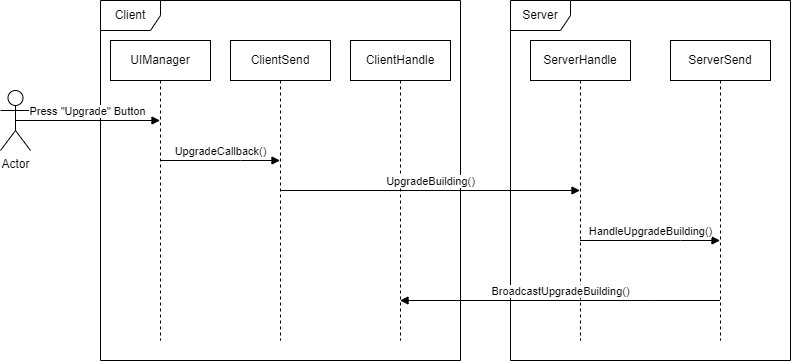 Client
Server
UIManager
ClientSend
ClientHandle
ServerHandle
ServerSend
Press "Upgrade" Button
Actor
UpgradeCallback()
UpgradeBuilding()
HandleUpgradeBuilding()
BroadcastUpgradeBuilding()